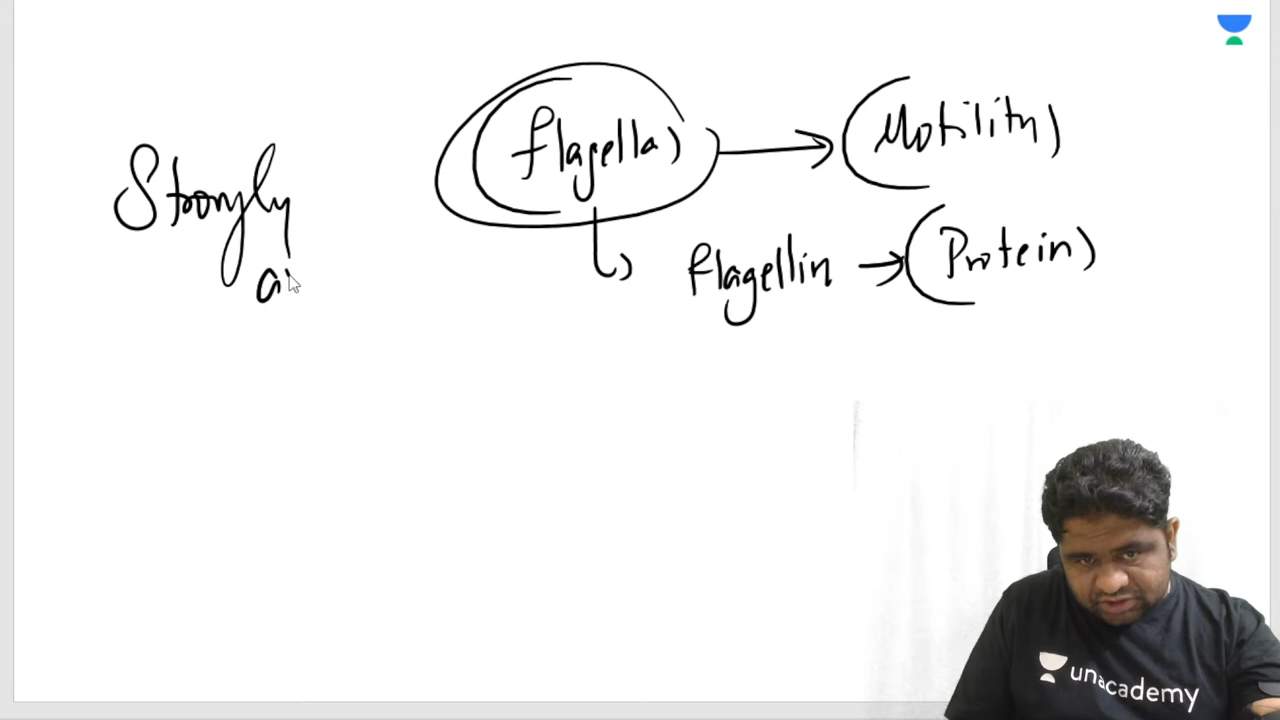 Strongly
a
(Flagella) → (Motility)
Flagellin → (Protein)
unacademy